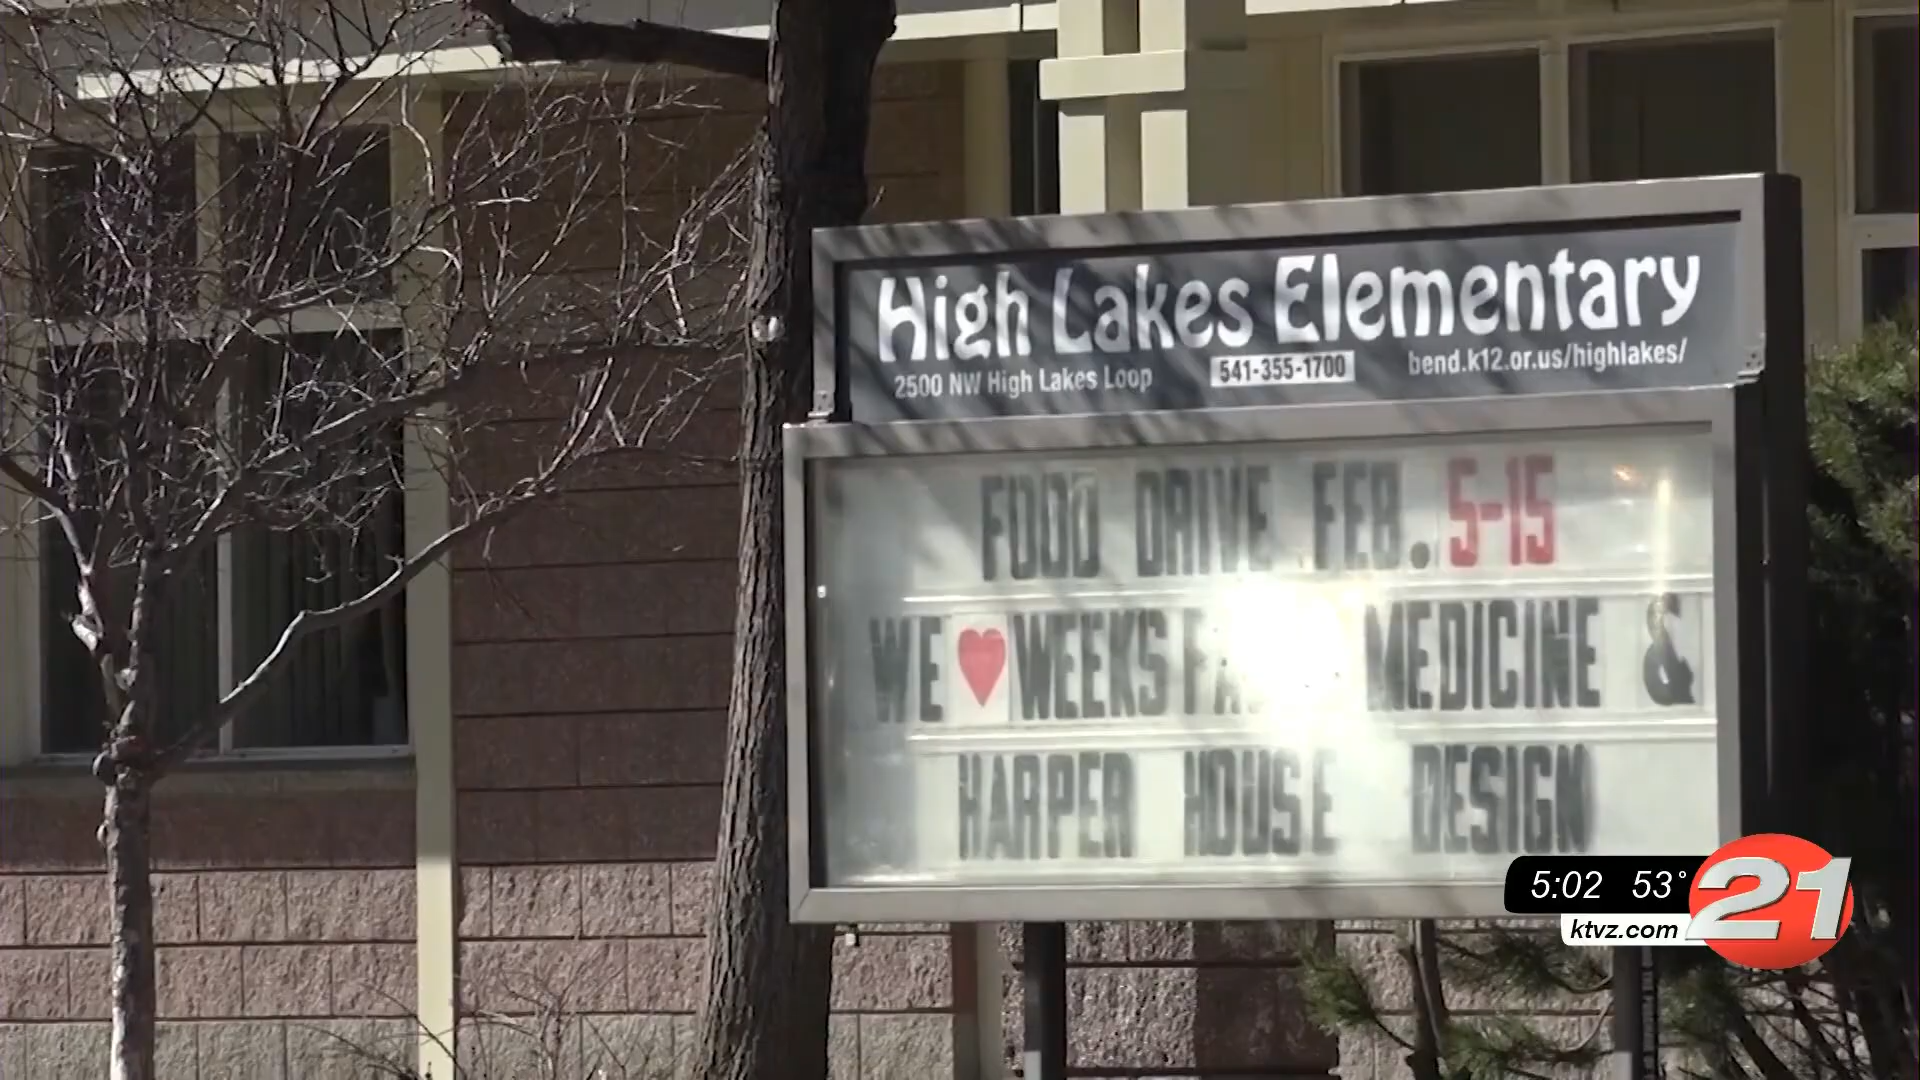 High Lakes Elementary
2500 NW High Lakes Loop 541-355-1700 bend.k12.or.us/highlakes/
FOOD DRIVE FEB. 5-15
WE ♥ WEEKS MEDICINE &
HARPER HOUSE DESIGN
5:02 53°
ktvz.com
21